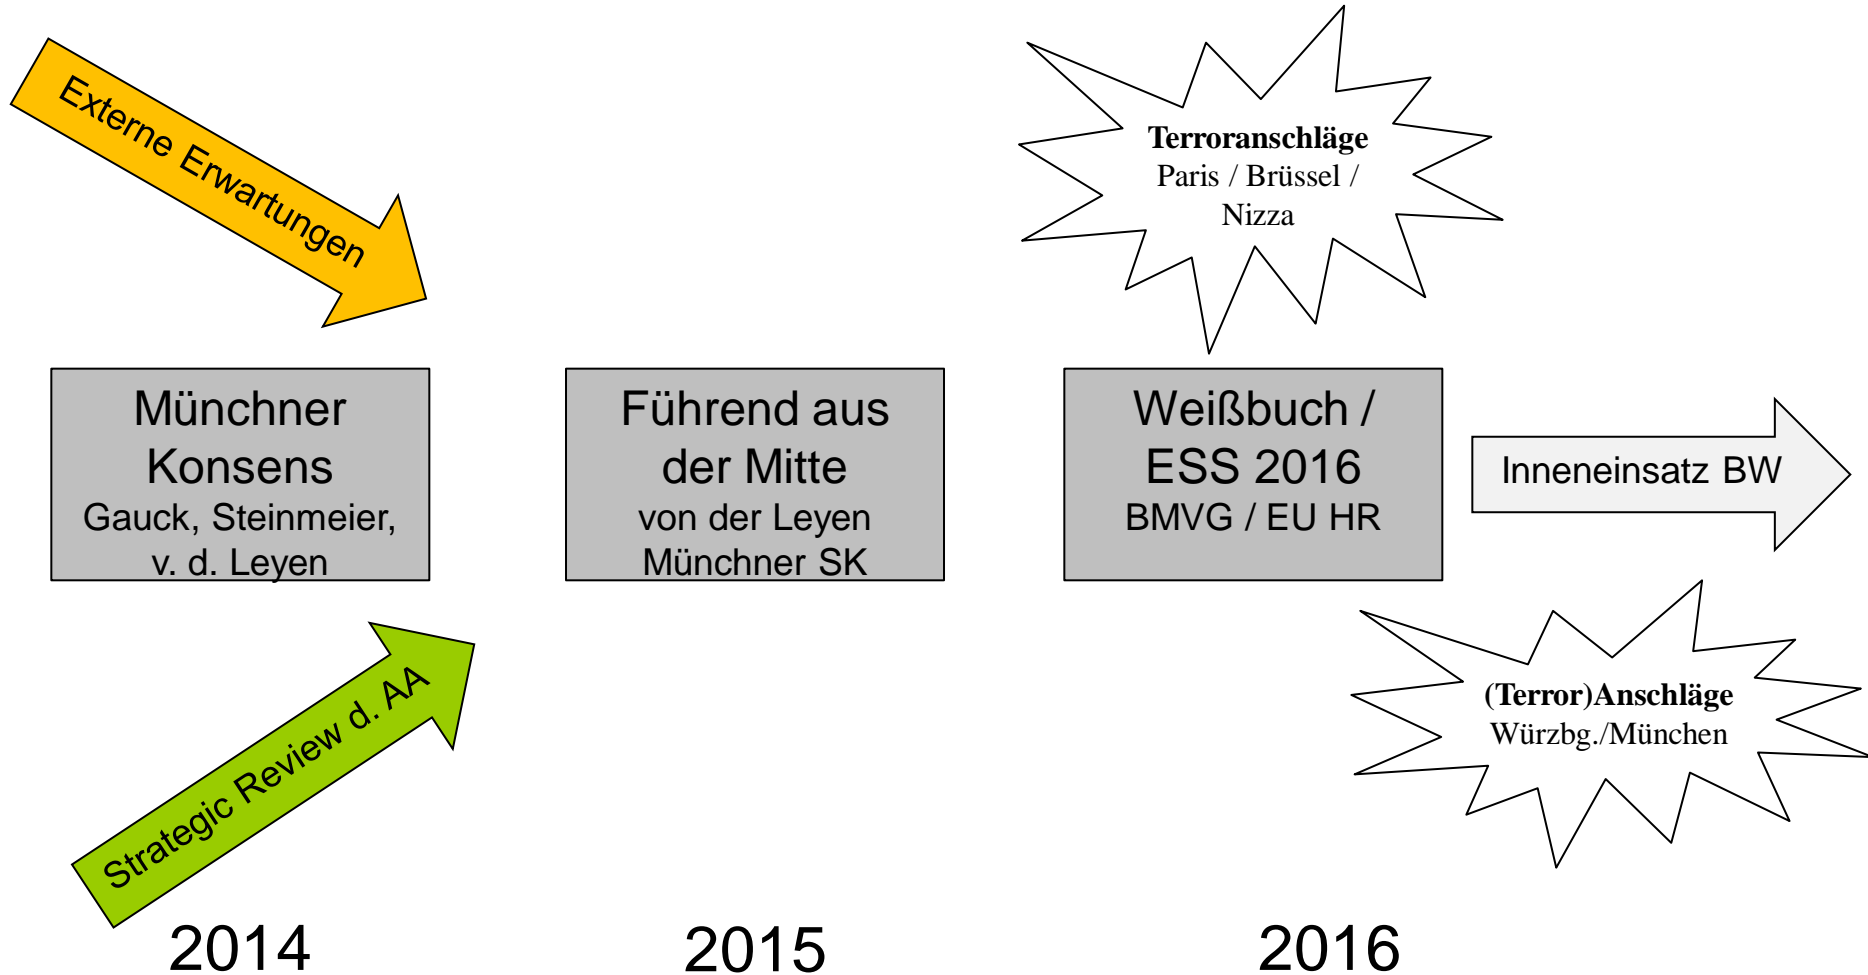 Externe Erwartungen
Terroranschläge
Paris / Brüssel /
Nizza
Münchner
Konsens
Gauck, Steinmeier,
v. d. Leyen
Führend aus
der Mitte
von der Leyen
Münchner SK
Weißbuch /
ESS 2016
BMVG / EU HR
Inneneinsatz BW
Strategic Review d. AA
(Terror)Anschläge
Würzbg./München
2014
2015
2016